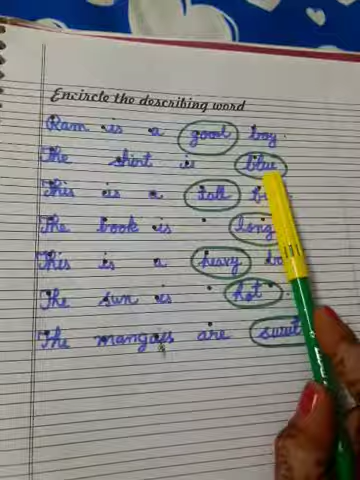 Encircle the describing word
Ram is a good boy.
The shirt is blue
This is a tall
The book is long
This is a heavy
The sun is hot.
The mangoes are sweet